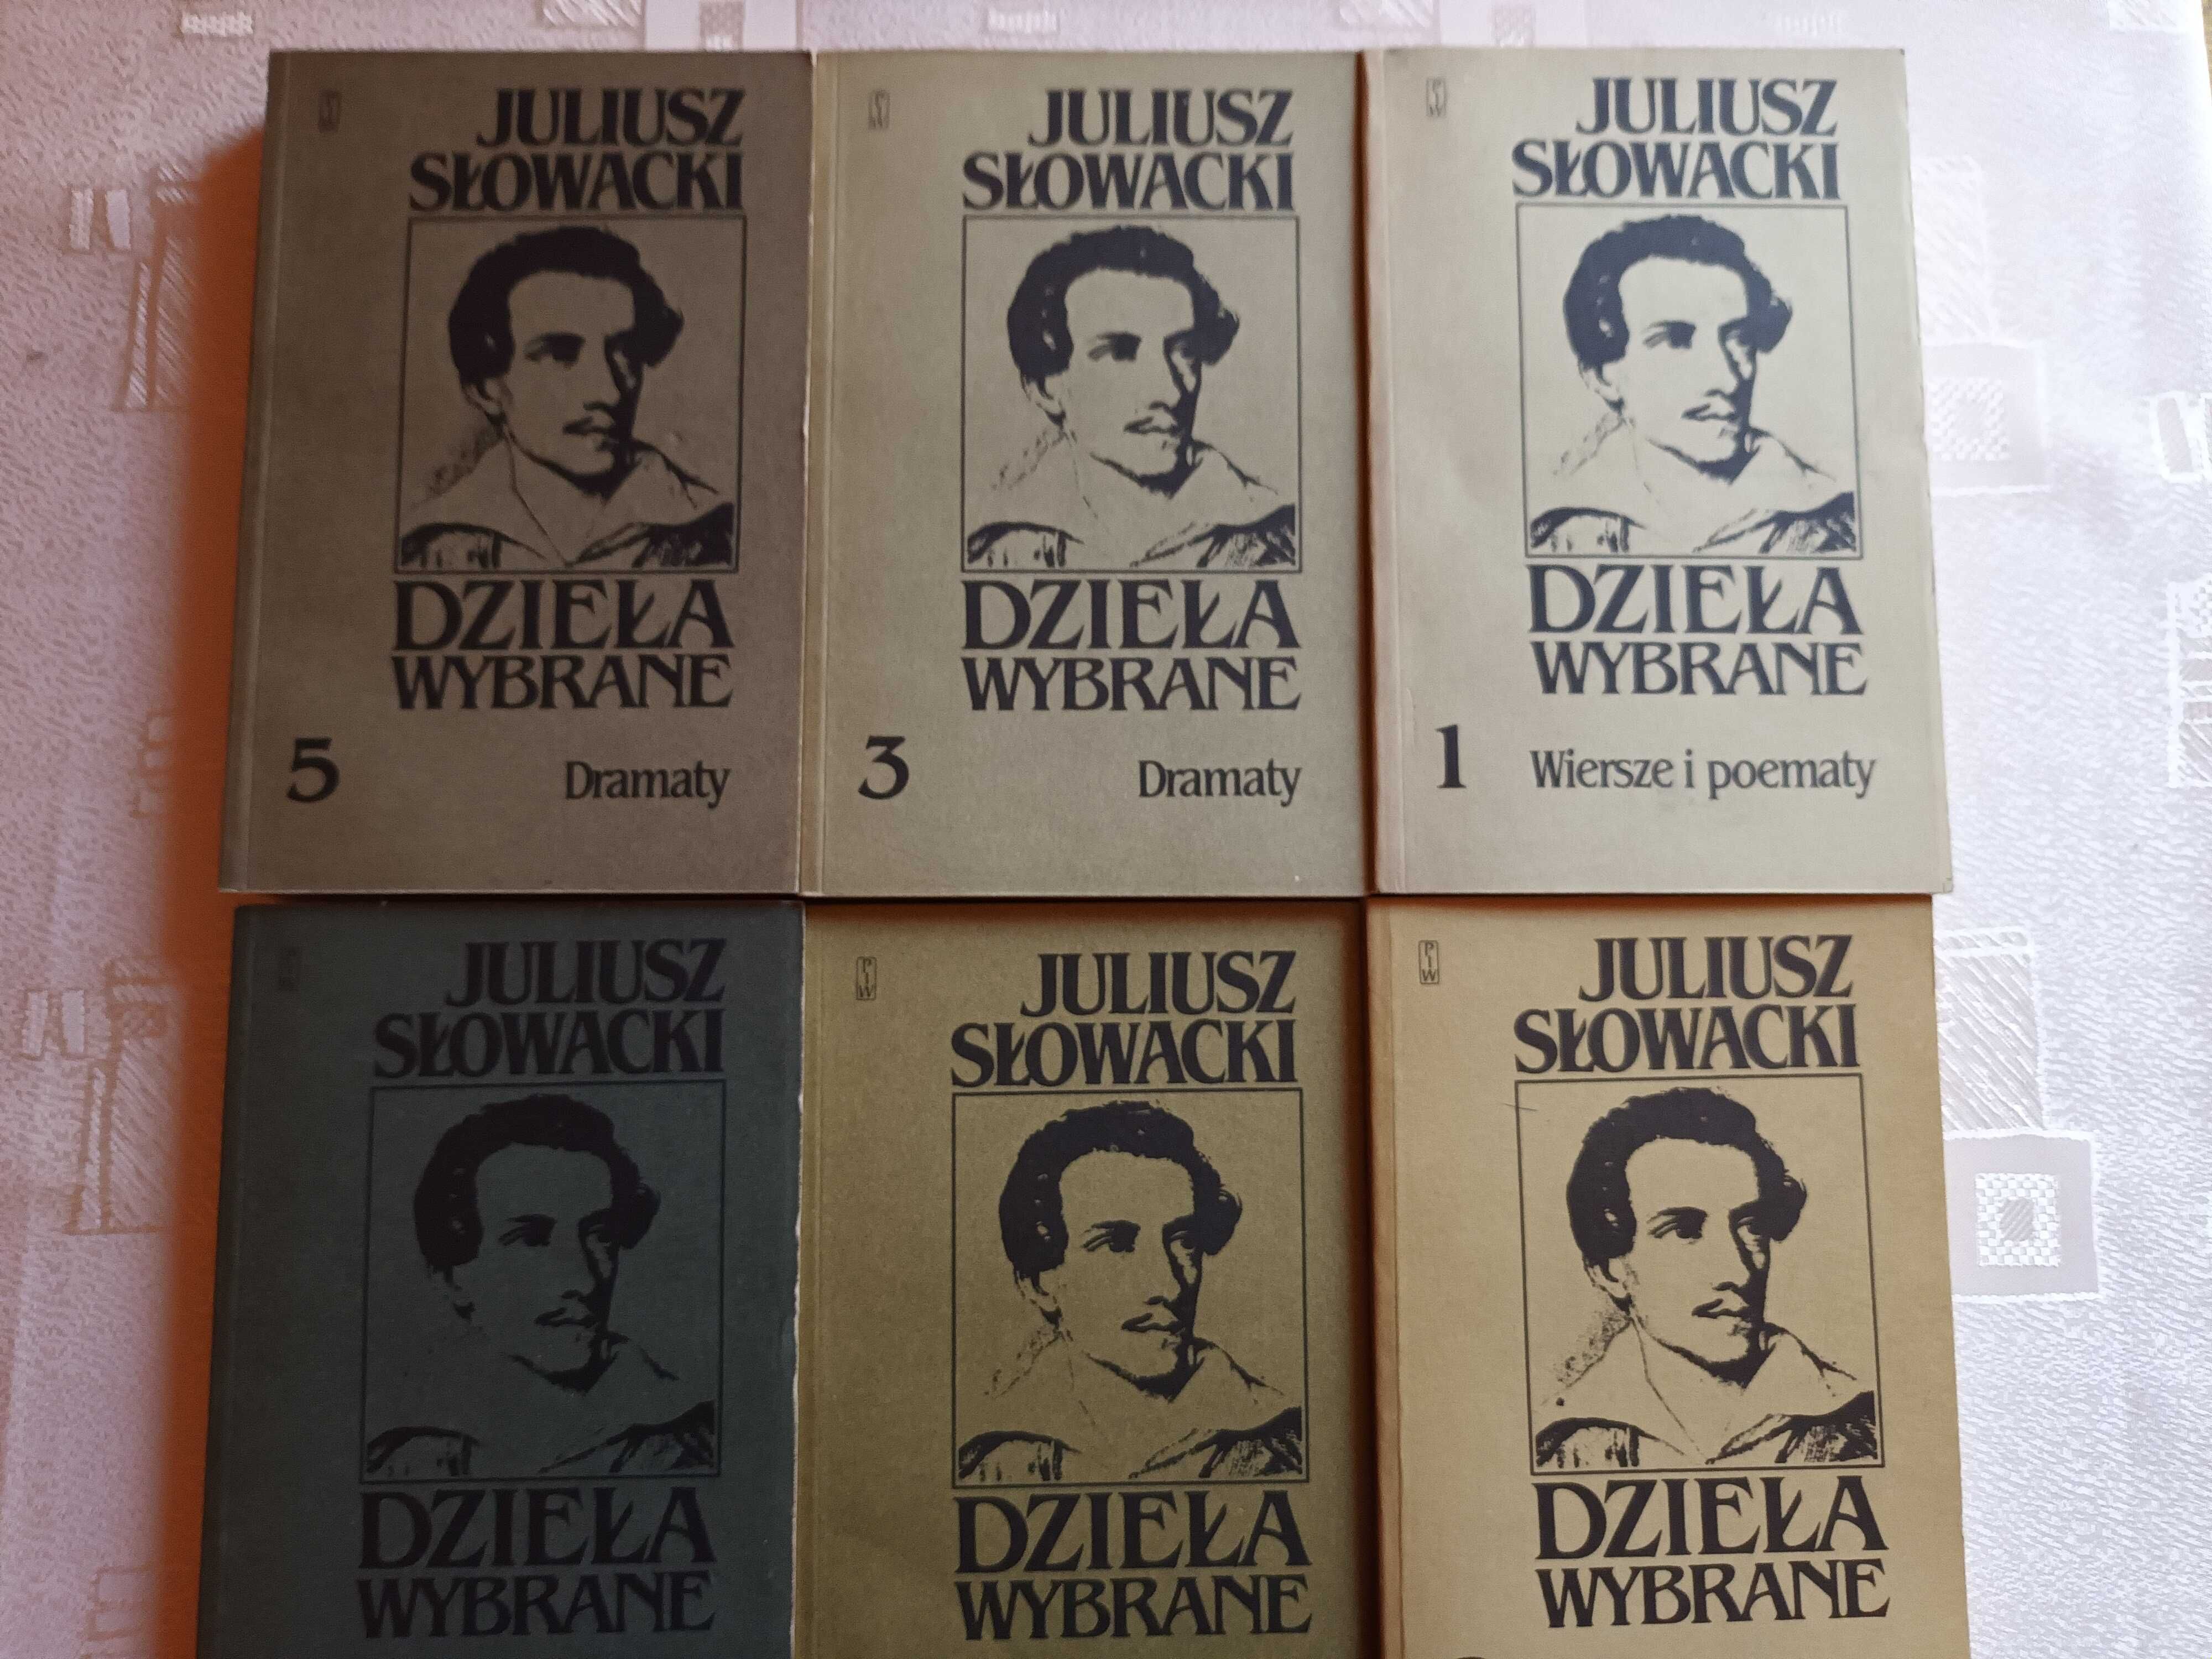 JULIUSZ
SŁOWACKI
DZIEŁA
WYBRANE
5 Dramaty
JULIUSZ
SŁOWACKI
DZIEŁA
WYBRANE
3 Dramaty
JULIUSZ
SŁOWACKI
DZIEŁA
WYBRANE
1 Wiersze i poematy
JULIUSZ
SŁOWACKI
DZIEŁA
WYBRANE
PIW
JULIUSZ
SŁOWACKI
DZIEŁA
WYBRANE
PIW
JULIUSZ
SŁOWACKI
DZIEŁA
WYBRANE